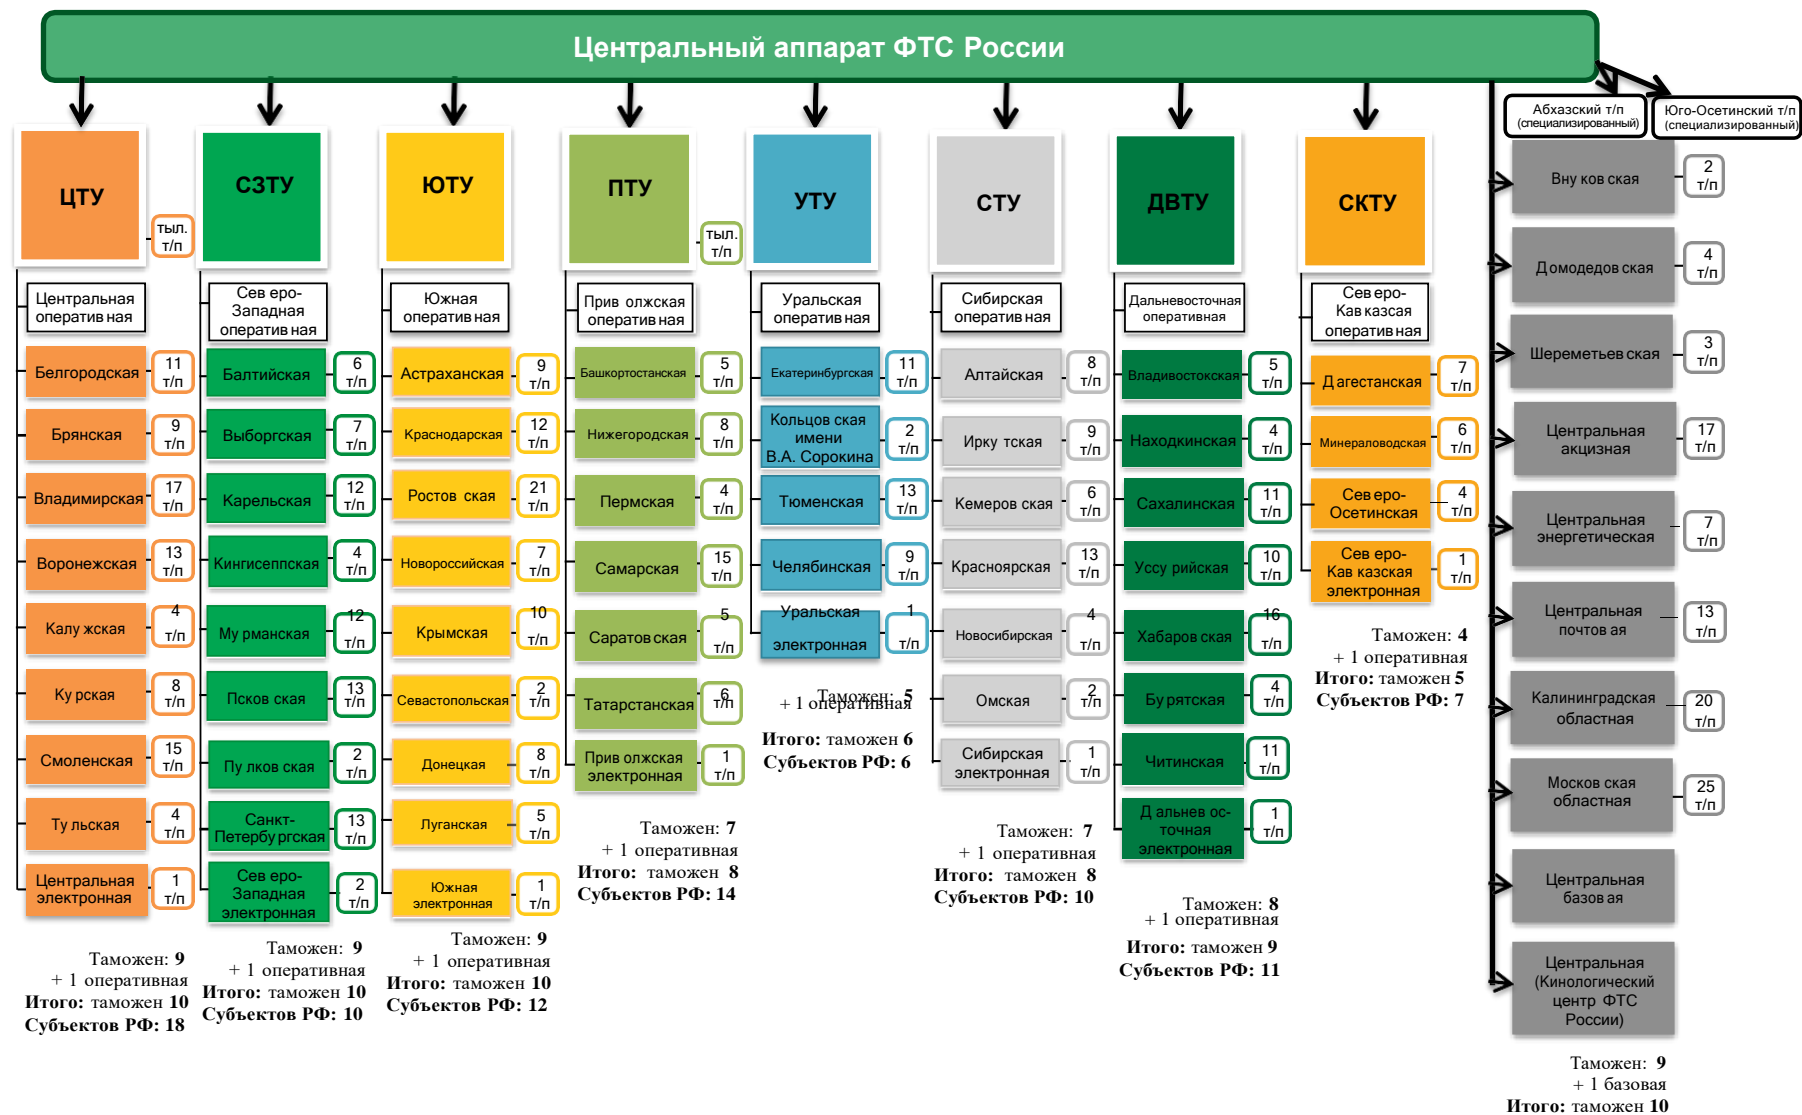 Центральный аппарат ФТС России
Абхазский т/п
(специализированный)
Юго-Осетинский т/п
(специализированный)
ЦТУ
тыл.
т/п
Центральная
оперативная
Белгородская
11
т/п
Брянская
9
т/п
Владимирская
17
т/п
Воронежская
13
т/п
Калужская
4
т/п
Курская
8
т/п
Смоленская
15
т/п
Тульская
4
т/п
Центральная
электронная
1
т/п
Таможен: 9
+ 1 оперативная
Итого: таможен 10
Субъектов РФ: 18
СЗТУ
Северо-
Западная
оперативная
Балтийская
6
т/п
Выборгская
7
т/п
Карельская
12
т/п
Кингисеппская
4
т/п
Мурманская
12
т/п
Псковская
13
т/п
Пулковская
2
т/п
Санкт-
Петербургская
13
т/п
Северо-
Западная
электронная
2
т/п
Таможен: 9
+ 1 оперативная
Итого: таможен 10
Субъектов РФ: 10
ЮТУ
Южная
оперативная
Астраханская
9
т/п
Краснодарская
12
т/п
Ростовская
21
т/п
Новороссийская
7
т/п
Крымская
10
т/п
Севастопольская
2
т/п
Донецкая
8
т/п
Луганская
5
т/п
Южная
электронная
1
т/п
Таможен: 9
+ 1 оперативная
Итого: таможен 10
Субъектов РФ: 12
ПТУ
тыл.
т/п
Приволжская
оперативная
Башкортостанская
5
т/п
Нижегородская
8
т/п
Пермская
4
т/п
Самарская
15
т/п
Саратовская
5
т/п
Татарстанская
6
т/п
Приволжская
электронная
1
т/п
Таможен: 7
+ 1 оперативная
Итого: таможен 8
Субъектов РФ: 14
УТУ
Уральская
оперативная
Екатеринбургская
11
т/п
Кольцовская
имени
В.А. Сорокина
2
т/п
Тюменская
13
т/п
Челябинская
9
т/п
Уральская
электронная
1
т/п
Таможен: 5
+ 1 оперативная
Итого: таможен 6
Субъектов РФ: 6
СТУ
Сибирская
оперативная
Алтайская
8
т/п
Иркутская
9
т/п
Кемеровская
6
т/п
Красноярская
13
т/п
Новосибирская
4
т/п
Омская
2
т/п
Сибирская
электронная
1
т/п
Таможен: 7
+ 1 оперативная
Итого: таможен 8
Субъектов РФ: 10
ДВТУ
Дальневосточная
оперативная
Владивостокская
5
т/п
Находкинская
4
т/п
Сахалинская
11
т/п
Уссурийская
10
т/п
Хабаровская
16
т/п
Бурятская
4
т/п
Читинская
11
т/п
Дальневос-
точная
электронная
1
т/п
Таможен: 8
+ 1 оперативная
Итого: таможен 9
Субъектов РФ: 11
СКТУ
Северо-
Кавказсая
оперативная
Дагестанская
7
т/п
Минераловодская
6
т/п
Северо-
Осетинская
4
т/п
Северо-
Кавказская
электронная
1
т/п
Таможен: 4
+ 1 оперативная
Итого: таможен 5
Субъектов РФ: 7
Внуковская
2
т/п
Домодедовская
4
т/п
Шереметьевская
3
т/п
Центральная
акцизная
17
т/п
Центральная
энергетическая
7
т/п
Центральная
почтовая
13
т/п
Калининградская
областная
20
т/п
Московская
областная
25
т/п
Центральная
базовая
Центральная
(Кинологический
центр ФТС
России)
Таможен: 9
+ 1 базовая
Итого: таможен 10